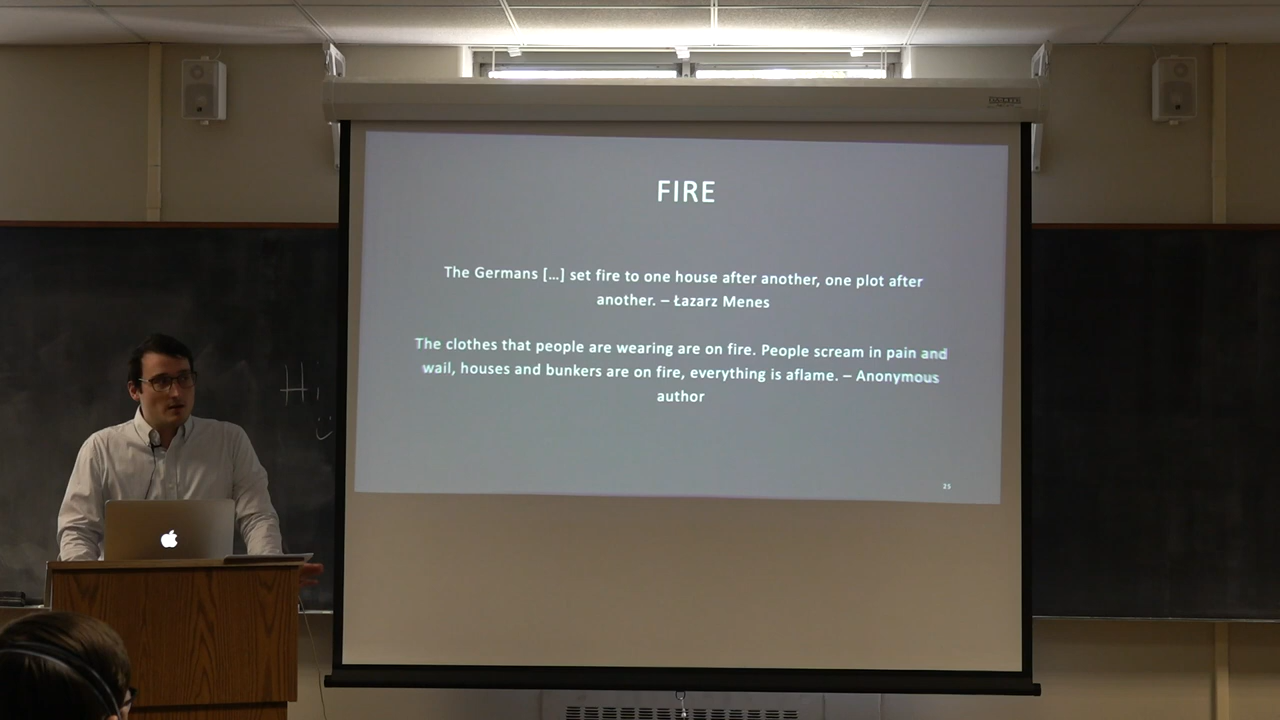 FIRE
The Germans [...] set fire to one house after another, one plot after
another. – Łazarz Menes
The clothes that people are wearing are on fire. People scream in pain and
wail, houses and bunkers are on fire, everything is aflame. – Anonymous
author
25
Hi